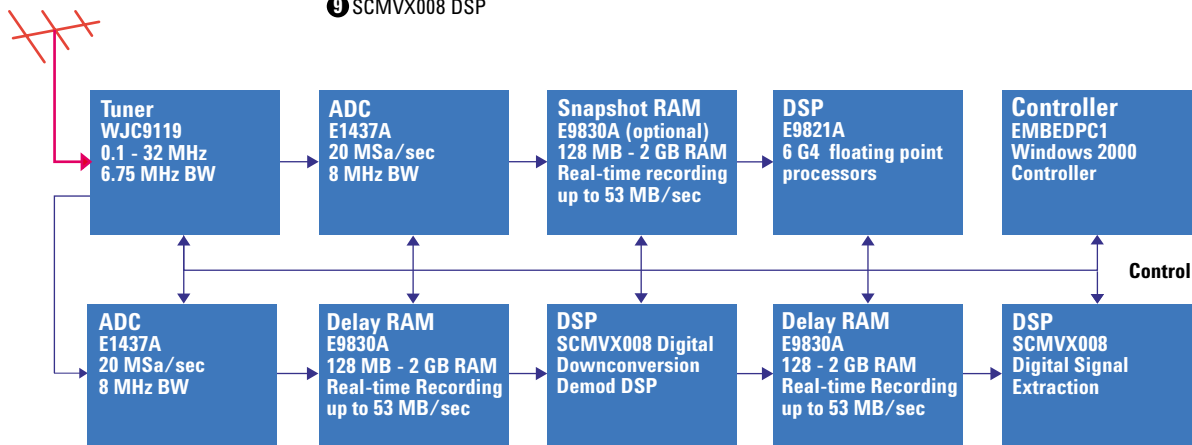 ❾ SCMVX008 DSP
Tuner
WJC9119
0.1 - 32 MHz
6.75 MHz BW
ADC
E1437A
20 MSa/sec
8 MHz BW
Snapshot RAM
E9830A (optional)
128 MB - 2 GB RAM
Real-time recording
up to 53 MB/sec
DSP
E9821A
6 G4 floating point
processors
Controller
EMBEDPC1
Windows 2000
Controller
Control
ADC
E1437A
20 MSa/sec
8 MHz BW
Delay RAM
E9830A
128 MB - 2 GB RAM
Real-time Recording
up to 53 MB/sec
DSP
SCMVX008 Digital
Downconversion
Demod DSP
Delay RAM
E9830A
128 - 2 GB RAM
Real-time Recording
up to 53 MB/sec
DSP
SCMVX008
Digital Signal
Extraction